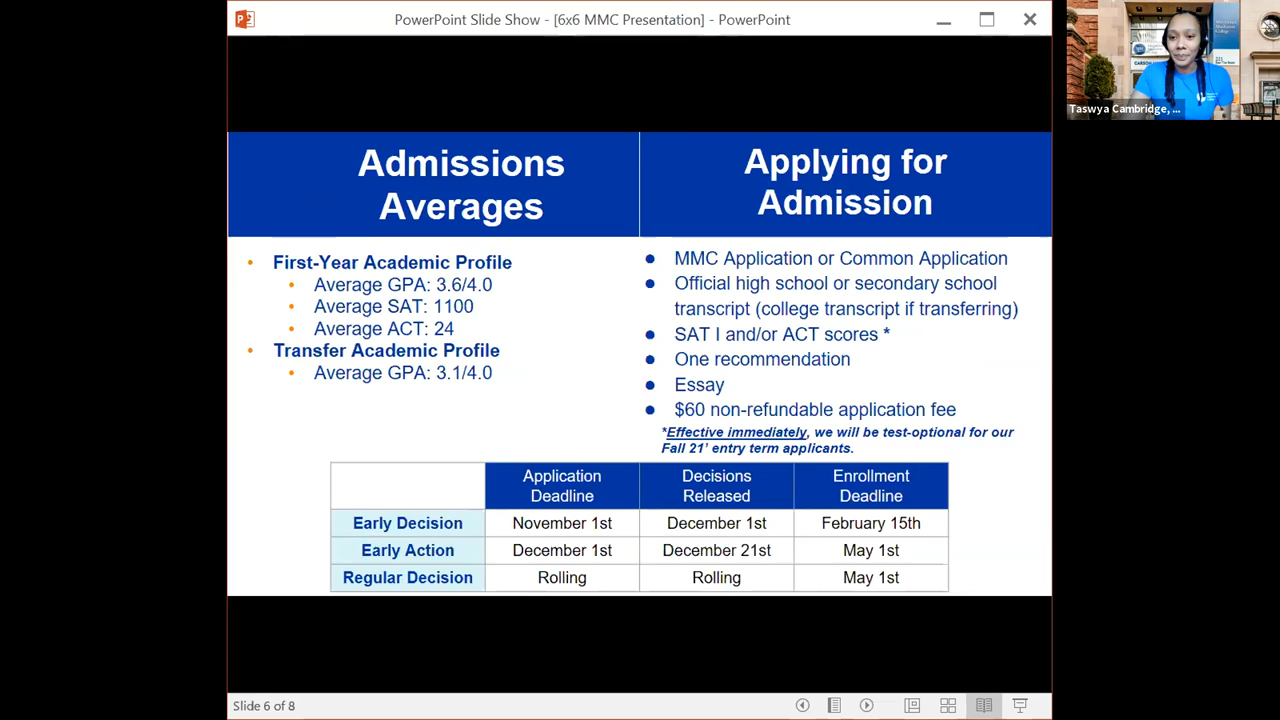 PowerPoint Slide Show - [6x6 MMC Presentation] - PowerPoint
Taswya Cambridge, ...
Admissions
Averages
• First-Year Academic Profile
• Average GPA: 3.6/4.0
• Average SAT: 1100
• Average ACT: 24
• Transfer Academic Profile
• Average GPA: 3.1/4.0
Applying for
Admission
● MMC Application or Common Application
● Official high school or secondary school
transcript (college transcript if transferring)
● SAT I and/or ACT scores *
● One recommendation
● Essay
● $60 non-refundable application fee
*Effective immediately, we will be test-optional for our
Fall 21' entry term applicants.
Application Deadline Decisions Released Enrollment Deadline
Early Decision November 1st December 1st February 15th
Early Action December 1st December 21st May 1st
Regular Decision Rolling Rolling May 1st
Slide 6 of 8